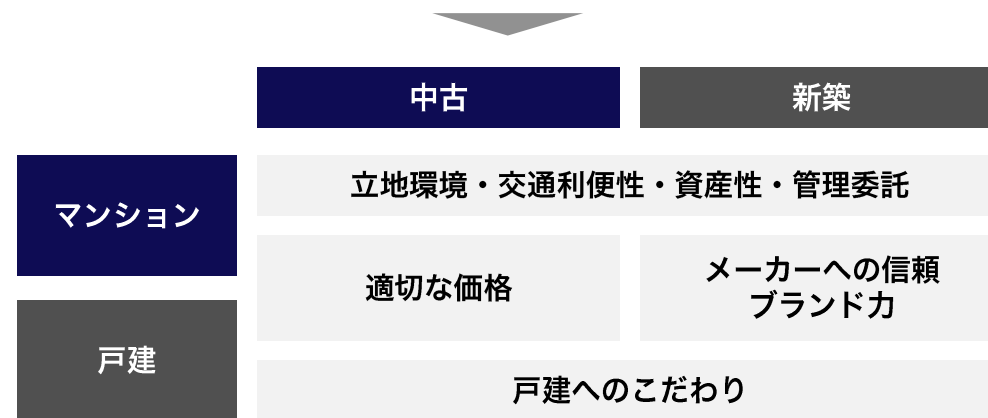 中古
新築
マンション
立地環境・交通利便性・資産性・管理委託
適切な価格
メーカーへの信頼
ブランド力
戸建
戸建へのこだわり